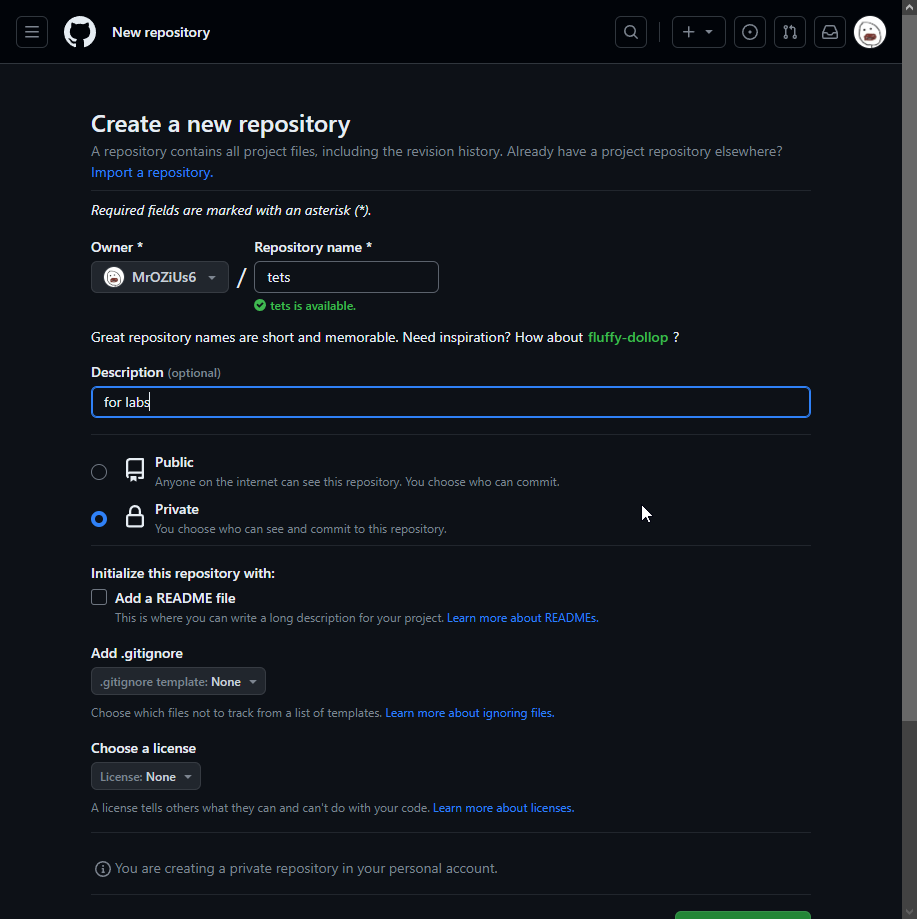 New repository
Create a new repository
A repository contains all project files, including the revision history. Already have a project repository elsewhere?
Import a repository.
Required fields are marked with an asterisk (*).
Owner * Repository name *
MrOZiUs6 / tets
tets is available.
Great repository names are short and memorable. Need inspiration? How about fluffy-dollop ?
Description (optional)
for labs
Public
Anyone on the internet can see this repository. You choose who can commit.
Private
You choose who can see and commit to this repository.
Initialize this repository with:
Add a README file
This is where you can write a long description for your project. Learn more about READMEs.
Add .gitignore
.gitignore template: None
Choose which files not to track from a list of templates. Learn more about ignoring files.
Choose a license
License: None
A license tells others what they can and can't do with your code. Learn more about licenses.
You are creating a private repository in your personal account.